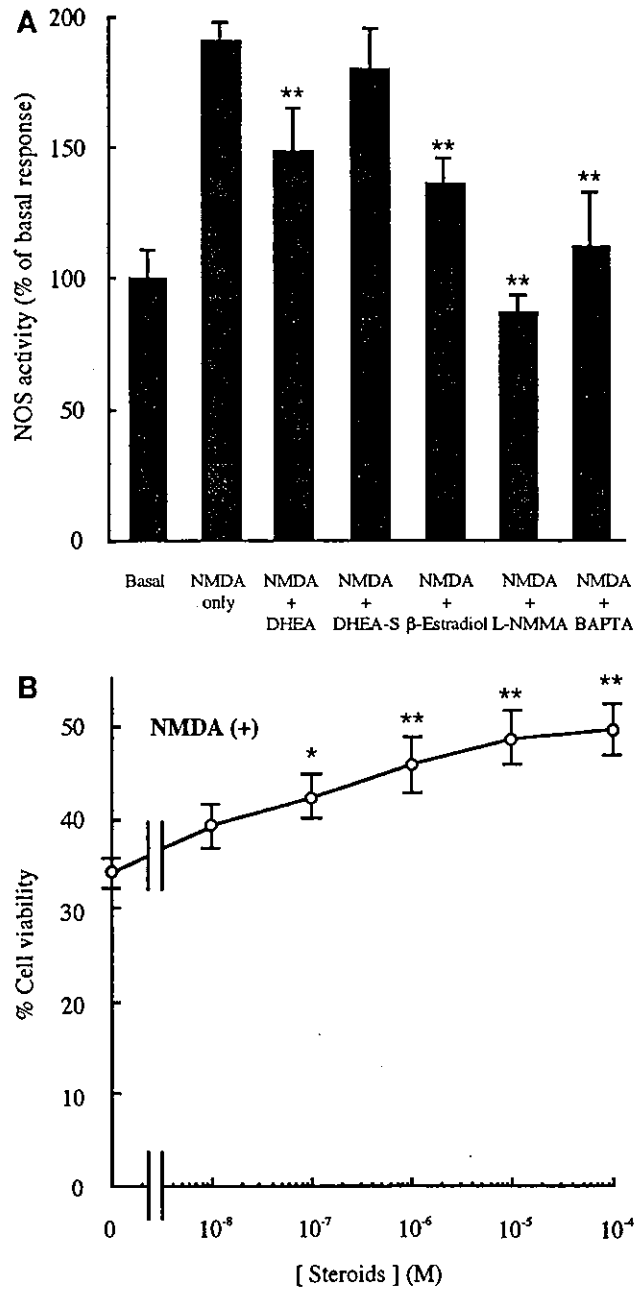 A
NOS activity (% of basal response)
200
150
100
50
0
**
**
**
**
Basal
NMDA only
NMDA + DHEA
NMDA + DHEA-S
NMDA + β-Estradiol
NMDA + L-NMMA
NMDA + BAPTA
B
NMDA (+)
% Cell viability
50
40
30
20
10
0
*
**
**
**
0 10⁻⁸ 10⁻⁷ 10⁻⁶ 10⁻⁵ 10⁻⁴
[ Steroids ] (M)